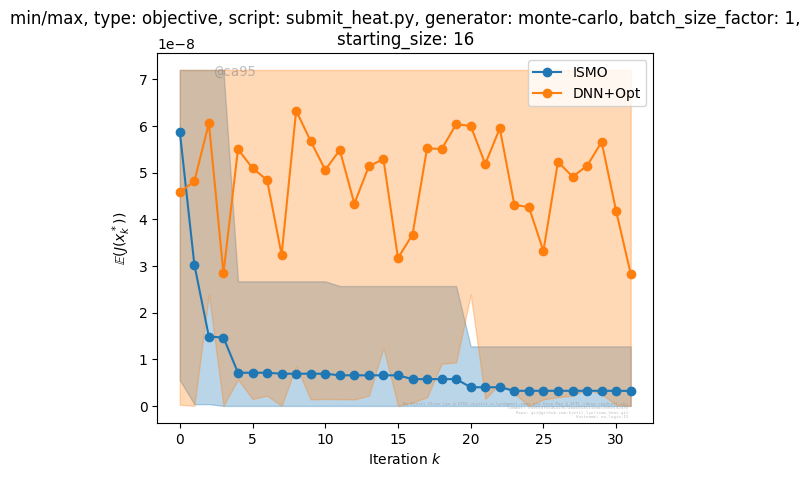 min/max, type: objective, script: submit_heat.py, generator: monte-carlo, batch_size_factor: 1,
starting_size: 16
1e−8
@ca95
ISMO
DNN+Opt
7
6
5
4
3
2
1
0
𝔼(J(x*k))
0 5 10 15 20 25 30
Iteration k